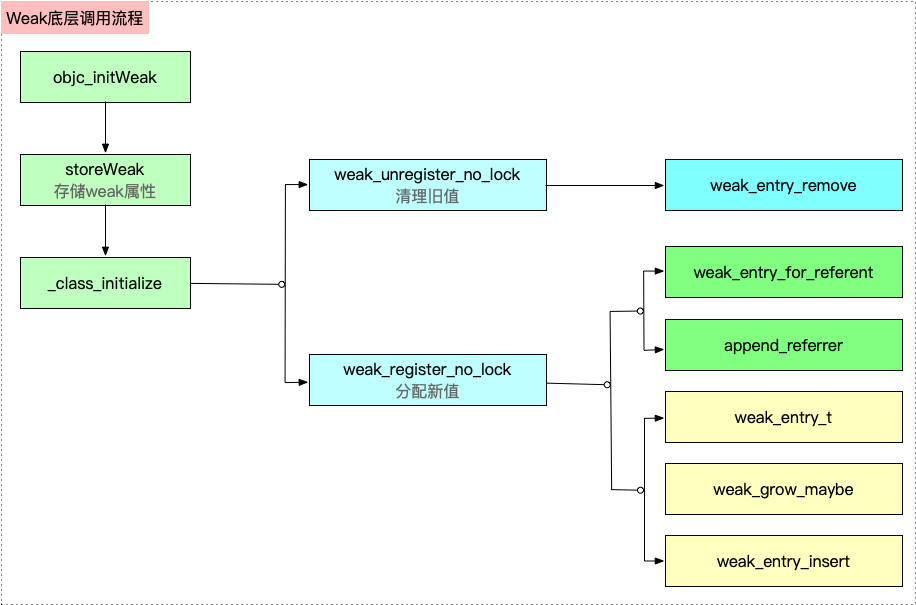 Weak底层调用流程
objc_initWeak
storeWeak
存储weak属性
_class_initialize
weak_unregister_no_lock
清理旧值
weak_register_no_lock
分配新值
weak_entry_remove
weak_entry_for_referent
append_referrer
weak_entry_t
weak_grow_maybe
weak_entry_insert